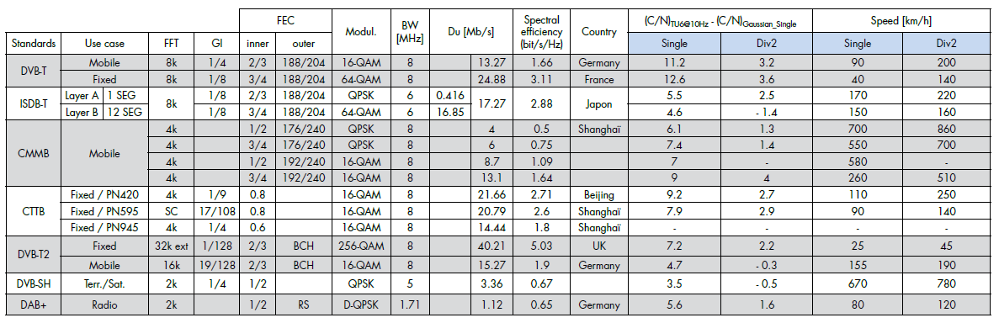 FEC
(C/N)TU6@10Hz - (C/N)Gaussian_Single
Speed [km/h]
Standards Use case FFT GI inner outer Modul. BW [MHz] Du [Mb/s] Spectral efficiency (bit/s/Hz) Country Single Div2 Single Div2
DVB-T Mobile 8k 1/4 2/3 188/204 16-QAM 8 13.27 1.66 Germany 11.2 3.2 90 200
Fixed 8k 1/8 3/4 188/204 64-QAM 8 24.88 3.11 France 12.6 3.6 40 140
ISDB-T Layer A 1 SEG 8k 1/8 2/3 188/204 QPSK 6 0.416 17.27 2.88 Japon 5.5 2.5 170 220
Layer B 12 SEG 1/8 3/4 188/204 64-QAM 6 16.85 4.6 - 1.4 150 160
CMMB Mobile 4k 1/2 176/240 QPSK 8 4 0.5 Shanghaï 6.1 1.3 700 860
4k 3/4 176/240 QPSK 8 6 0.75 7.4 1.4 550 700
4k 1/2 192/240 16-QAM 8 8.7 1.09 7 - 580 -
4k 3/4 192/240 16-QAM 8 13.1 1.64 9 4 260 510
CTTB Fixed / PN420 4k 1/9 0.8 16-QAM 8 21.66 2.71 Beijing 9.2 2.7 110 250
Fixed / PN595 SC 17/108 0.8 16-QAM 8 20.79 2.6 Shanghaï 7.9 2.9 90 140
Fixed / PN945 4k 1/4 0.6 16-QAM 8 14.44 1.8 Shanghaï - - - -
DVB-T2 Fixed 32k ext 1/128 2/3 BCH 256-QAM 8 40.21 5.03 UK 7.2 2.2 25 45
Mobile 16k 19/128 2/3 BCH 16-QAM 8 15.27 1.9 Germany 4.7 - 0.3 155 190
DVB-SH Terr./Sat. 2k 1/4 1/2 QPSK 5 3.36 0.67 3.5 - 0.5 670 780
DAB+ Radio 2k 1/2 RS D-QPSK 1.71 1.12 0.65 Germany 5.6 1.6 80 120